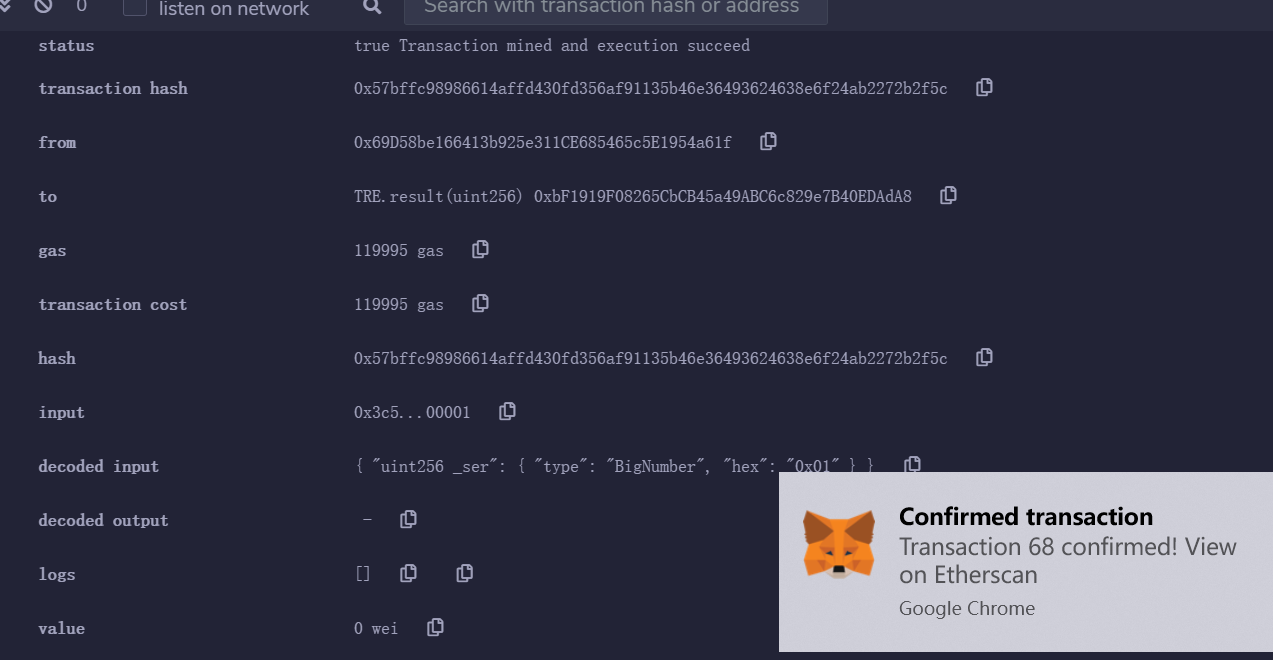 0 listen on network Search with transaction hash or address
status true Transaction mined and execution succeed
transaction hash 0x57bffc98986614affd430fd356af91135b46e36493624638e6f24ab2272b2f5c
from 0x69D58be166413b925e311CE685465c5E1954a61f
to TRE.result(uint256) 0xbF1919F08265CbCB45a49ABC6c829e7B40EDAdA8
gas 119995 gas
transaction cost 119995 gas
hash 0x57bffc98986614affd430fd356af91135b46e36493624638e6f24ab2272b2f5c
input 0x3c5...00001
decoded input { "uint256 _ser": { "type": "BigNumber", "hex": "0x01" } }
decoded output -
logs []
value 0 wei
Confirmed transaction
Transaction 68 confirmed! View
on Etherscan
Google Chrome